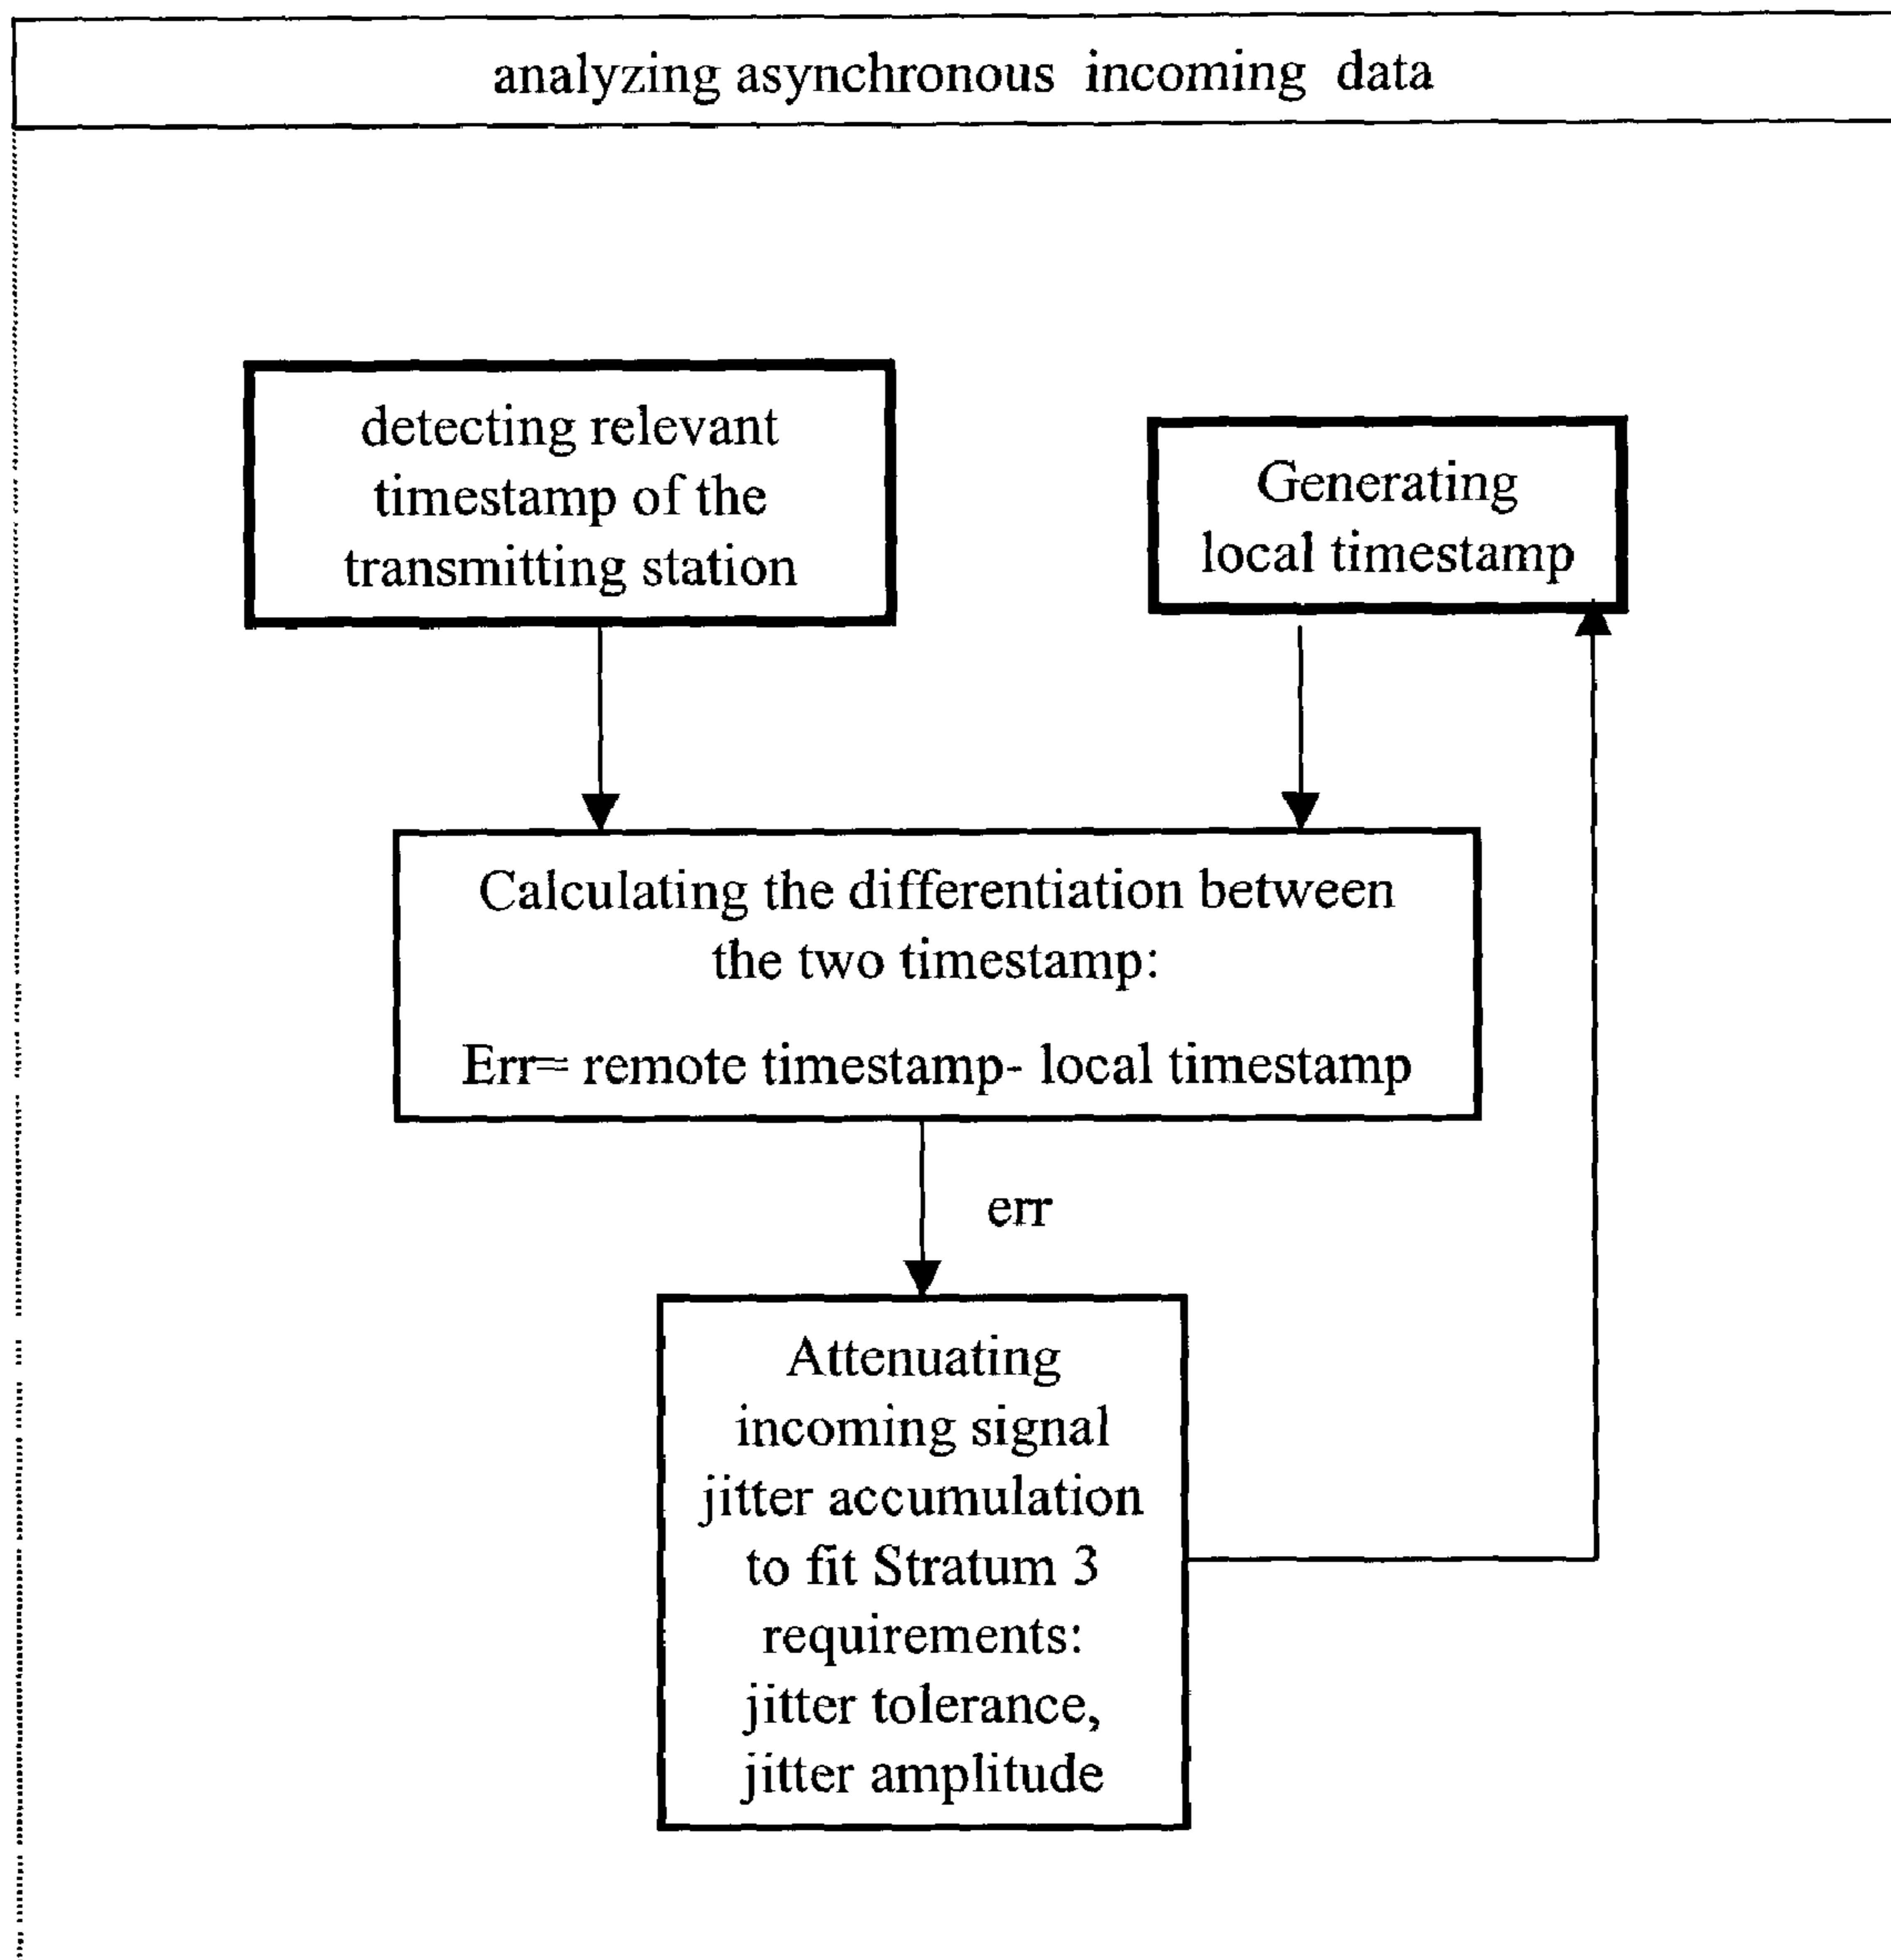 analyzing asynchronous incoming data
detecting relevant
timestamp of the
transmitting station
Generating
local timestamp
Calculating the differentiation between
the two timestamp:
Err= remote timestamp- local timestamp
err
Attenuating
incoming signal
jitter accumulation
to fit Stratum 3
requirements:
jitter tolerance,
jitter amplitude